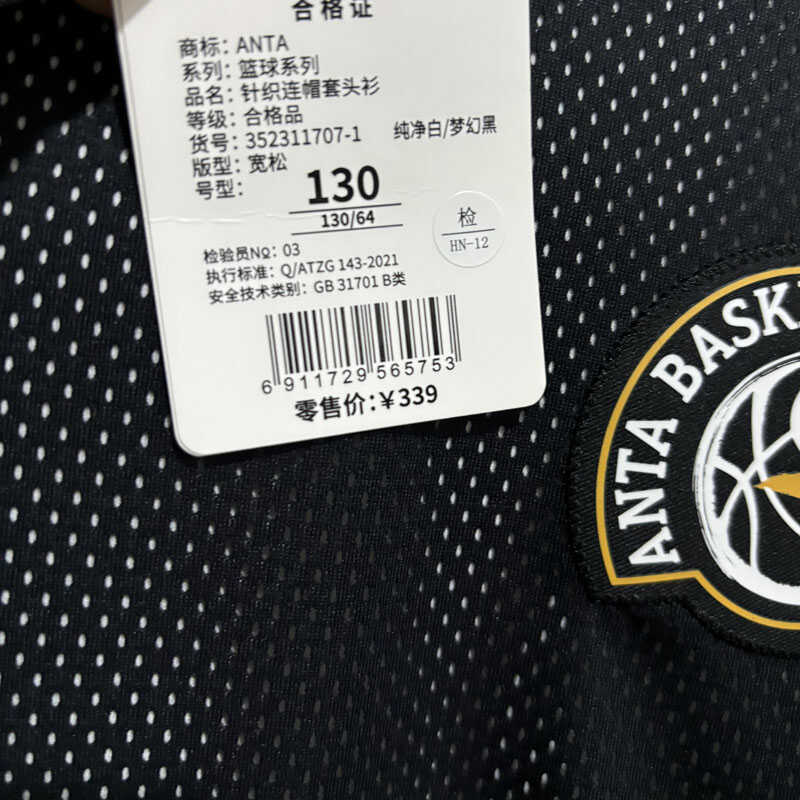 合格证
商标: ANTA
系列: 篮球系列
品名: 针织连帽套头衫
等级: 合格品
货号: 352311707-1 纯净白/梦幻黑
版型: 宽松
号型: 130
130/64
检
HN-12
检验员NO: 03
执行标准: Q/ATZG 143-2021
安全技术类别: GB 31701 B类
6 911729 565753
零售价:￥339
ANTA BASK